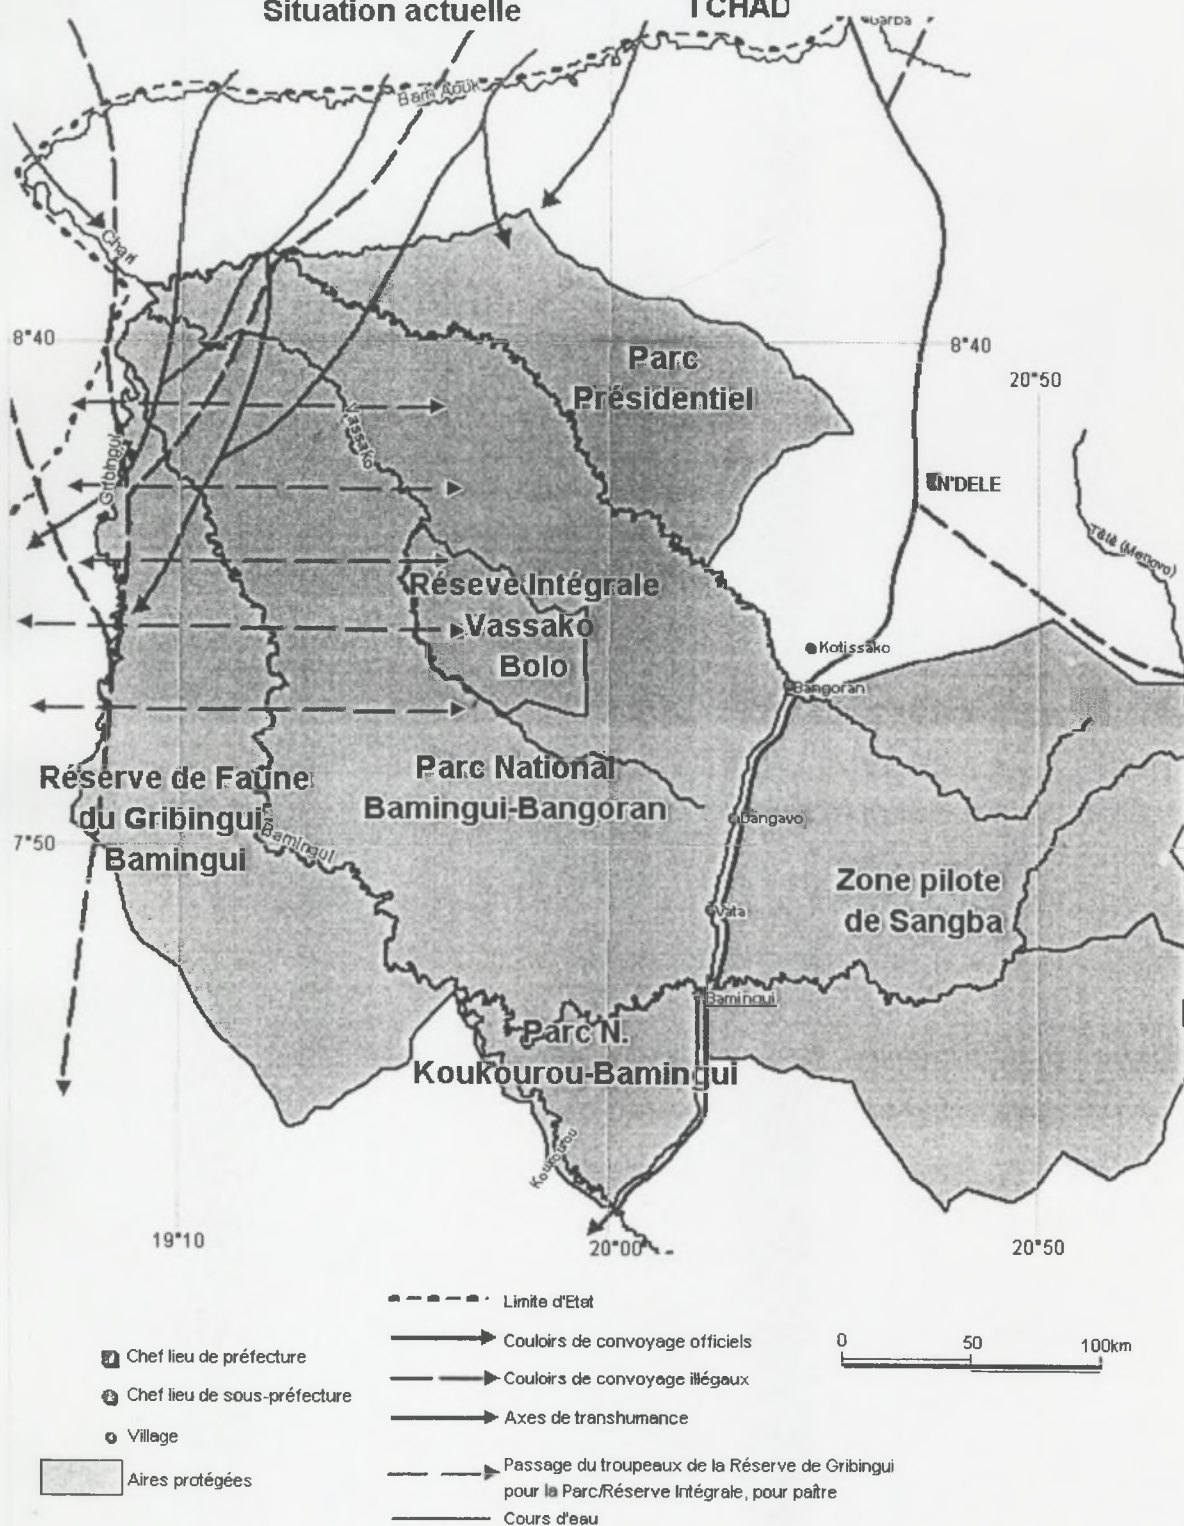 Situation actuelle
TCHAD
Garba
Bam Aouk
Chari
8°40
8°40
20°50
Parc
Présidentiel
Vassako
Gribingui
N'DELE
Réseve Intégrale
Vassako
Bolo
Kotissako
Bangoran
Réserve de Faune
du Gribingui
Bamingui
Parc National
Bamingui-Bangoran
Bangavo
7°50
Bamingui
Zone pilote
de Sangba
Vata
Bamingui
Parc N.
Koukourou-Bamingui
Koukourou
19°10
20°00
20°50
Limite d'Etat
Couloirs de convoyage officiels
0 50 100km
Chef lieu de préfecture
Couloirs de convoyage illégaux
Chef lieu de sous-préfecture
Axes de transhumance
Village
Aires protégées
Passage du troupeaux de la Réserve de Gribingui
pour la Parc/Réserve Intégrale, pour paître
Cours d'eau